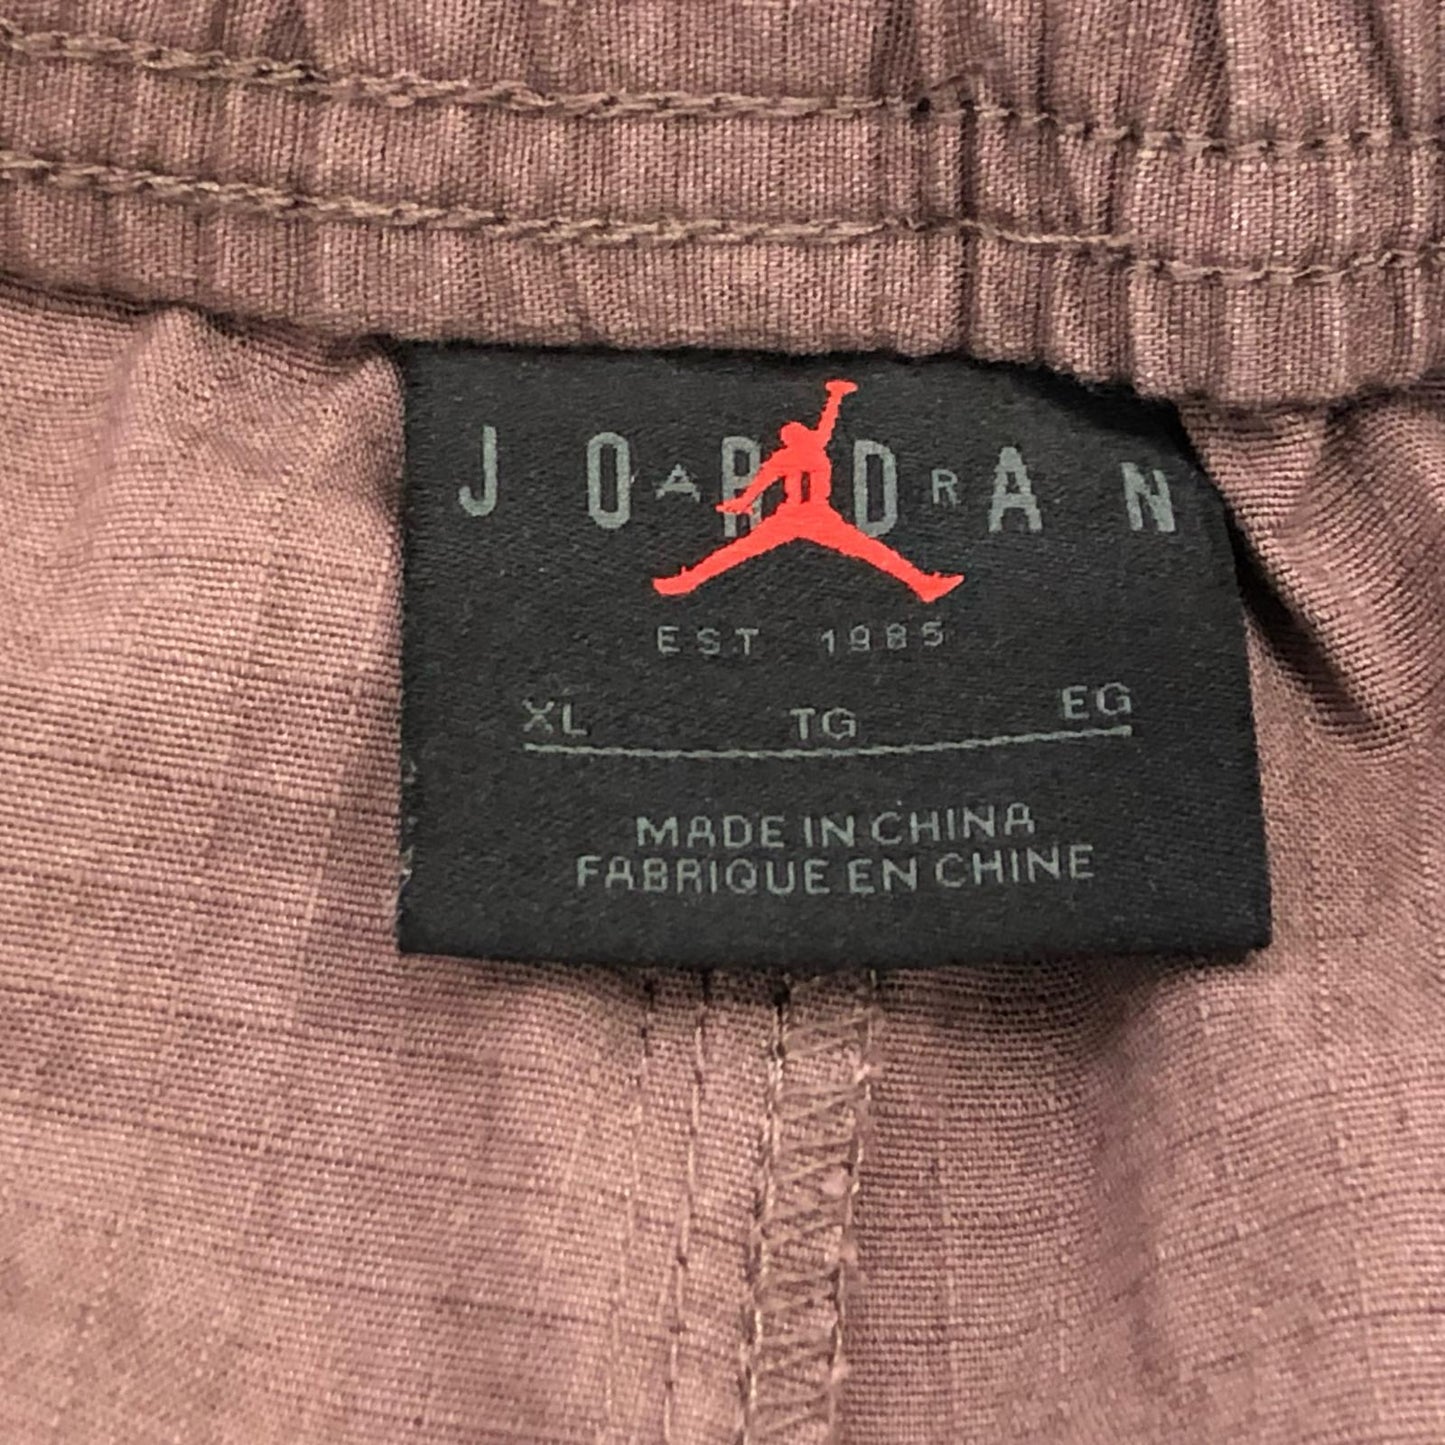 JORDAN
AIR
EST 1985
XL TG EG
MADE IN CHINA
FABRIQUE EN CHINE